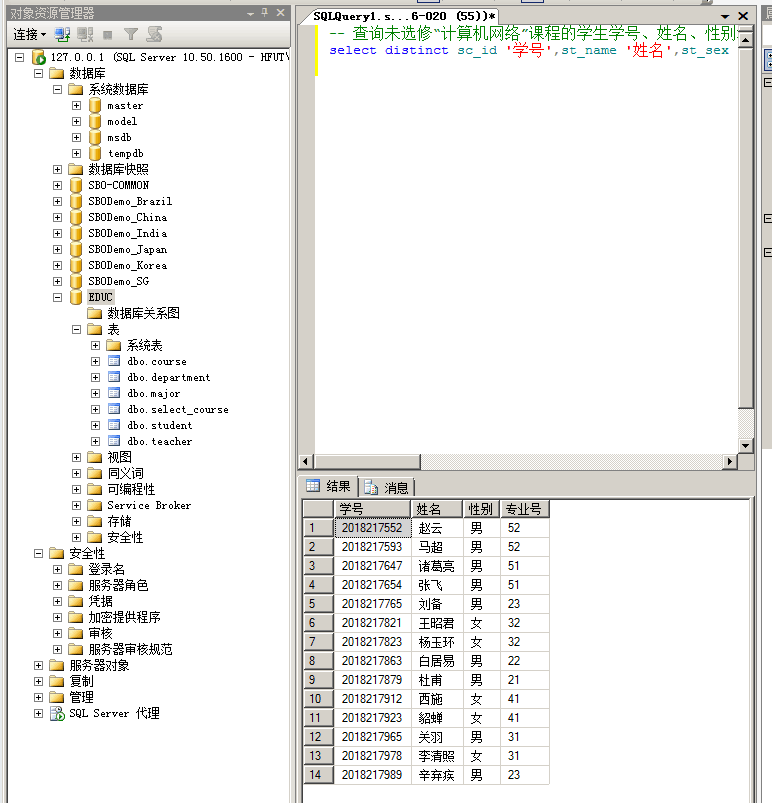 对象资源管理器
连接
127.0.0.1 (SQL Server 10.50.1600 - HFUTV
数据库
系统数据库
master
model
msdb
tempdb
数据库快照
SBO-COMMON
SBODemo_Brazil
SBODemo_China
SBODemo_India
SBODemo_Japan
SBODemo_Korea
SBODemo_SG
EDUC
数据库关系图
表
系统表
dbo.course
dbo.department
dbo.major
dbo.select_course
dbo.student
dbo.teacher
视图
同义词
可编程性
Service Broker
存储
安全性
安全性
登录名
服务器角色
凭据
加密提供程序
审核
服务器审核规范
服务器对象
复制
管理
SQL Server 代理
SQLQuery1.s...6-020 (55))*
-- 查询未选修“计算机网络”课程的学生学号、姓名、性别
select distinct sc_id '学号',st_name '姓名',st_sex
结果 消息
学号 姓名 性别 专业号
1 2018217552 赵云 男 52
2 2018217593 马超 男 52
3 2018217647 诸葛亮 男 51
4 2018217654 张飞 男 51
5 2018217765 刘备 男 23
6 2018217821 王昭君 女 32
7 2018217823 杨玉环 女 32
8 2018217863 白居易 男 22
9 2018217879 杜甫 男 21
10 2018217912 西施 女 41
11 2018217923 貂蝉 女 41
12 2018217965 关羽 男 31
13 2018217978 李清照 女 31
14 2018217989 辛弃疾 男 23